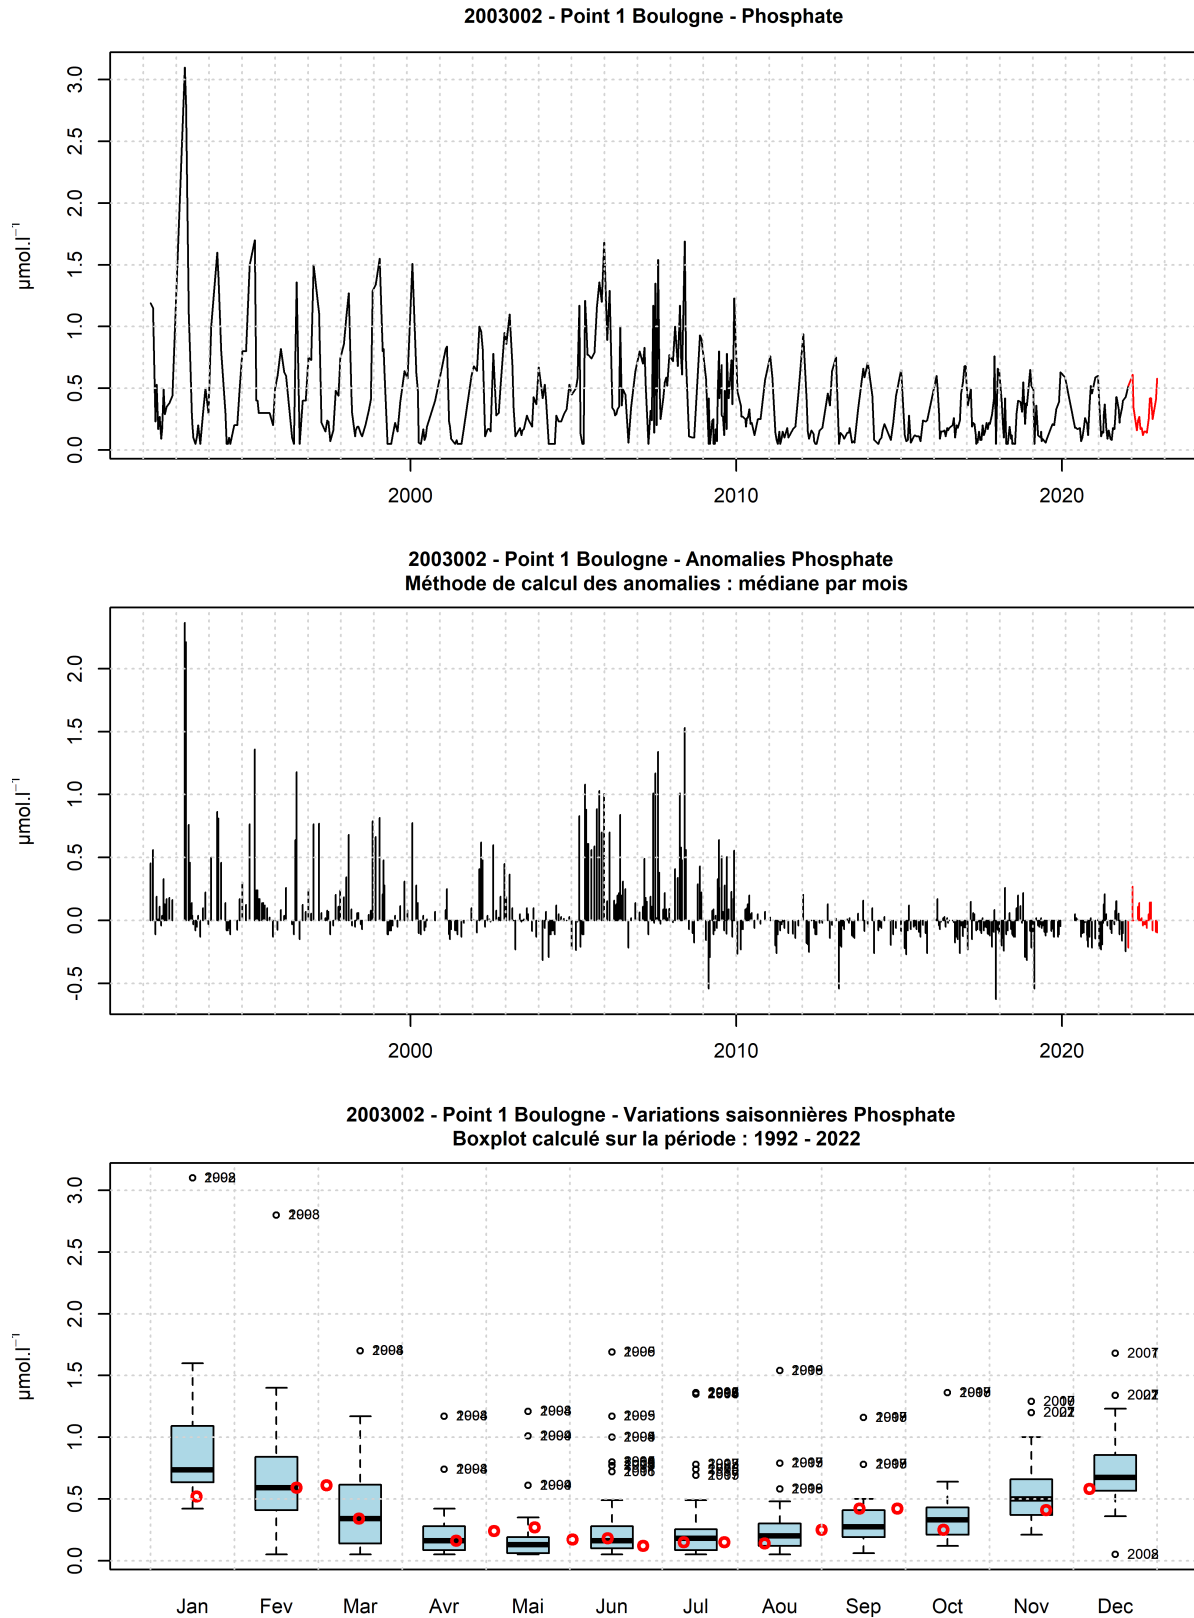 2003002 - Point 1 Boulogne - Phosphate
µmol.l⁻¹
3.0
2.5
2.0
1.5
1.0
0.5
0.0
2000 2010 2020
2003002 - Point 1 Boulogne - Anomalies Phosphate
Méthode de calcul des anomalies : médiane par mois
µmol.l⁻¹
2.0
1.5
1.0
0.5
0.0
-0.5
2000 2010 2020
2003002 - Point 1 Boulogne - Variations saisonnières Phosphate
Boxplot calculé sur la période : 1992 - 2022
µmol.l⁻¹
3.0
2.5
2.0
1.5
1.0
0.5
0.0
Jan Fev Mar Avr Mai Jun Jul Aou Sep Oct Nov Dec